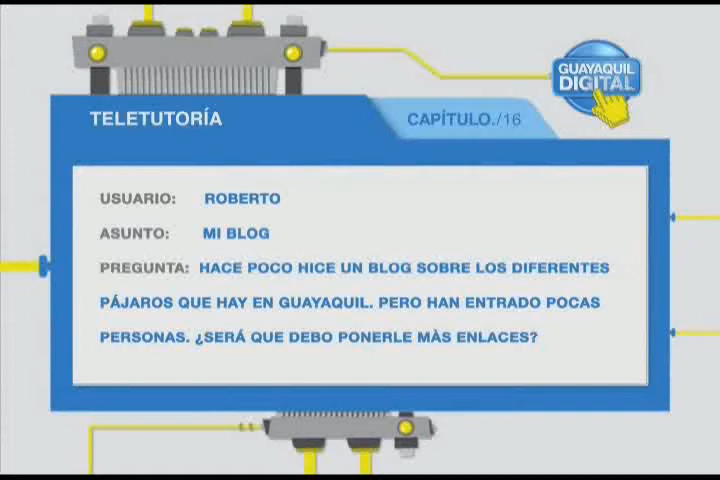 GUAYAQUIL
DIGITAL
TELETUTORÍA
CAPÍTULO./16
USUARIO: ROBERTO
ASUNTO: MI BLOG
PREGUNTA: HACE POCO HICE UN BLOG SOBRE LOS DIFERENTES
PÁJAROS QUE HAY EN GUAYAQUIL. PERO HAN ENTRADO POCAS
PERSONAS. ¿SERÁ QUE DEBO PONERLE MÀS ENLACES?